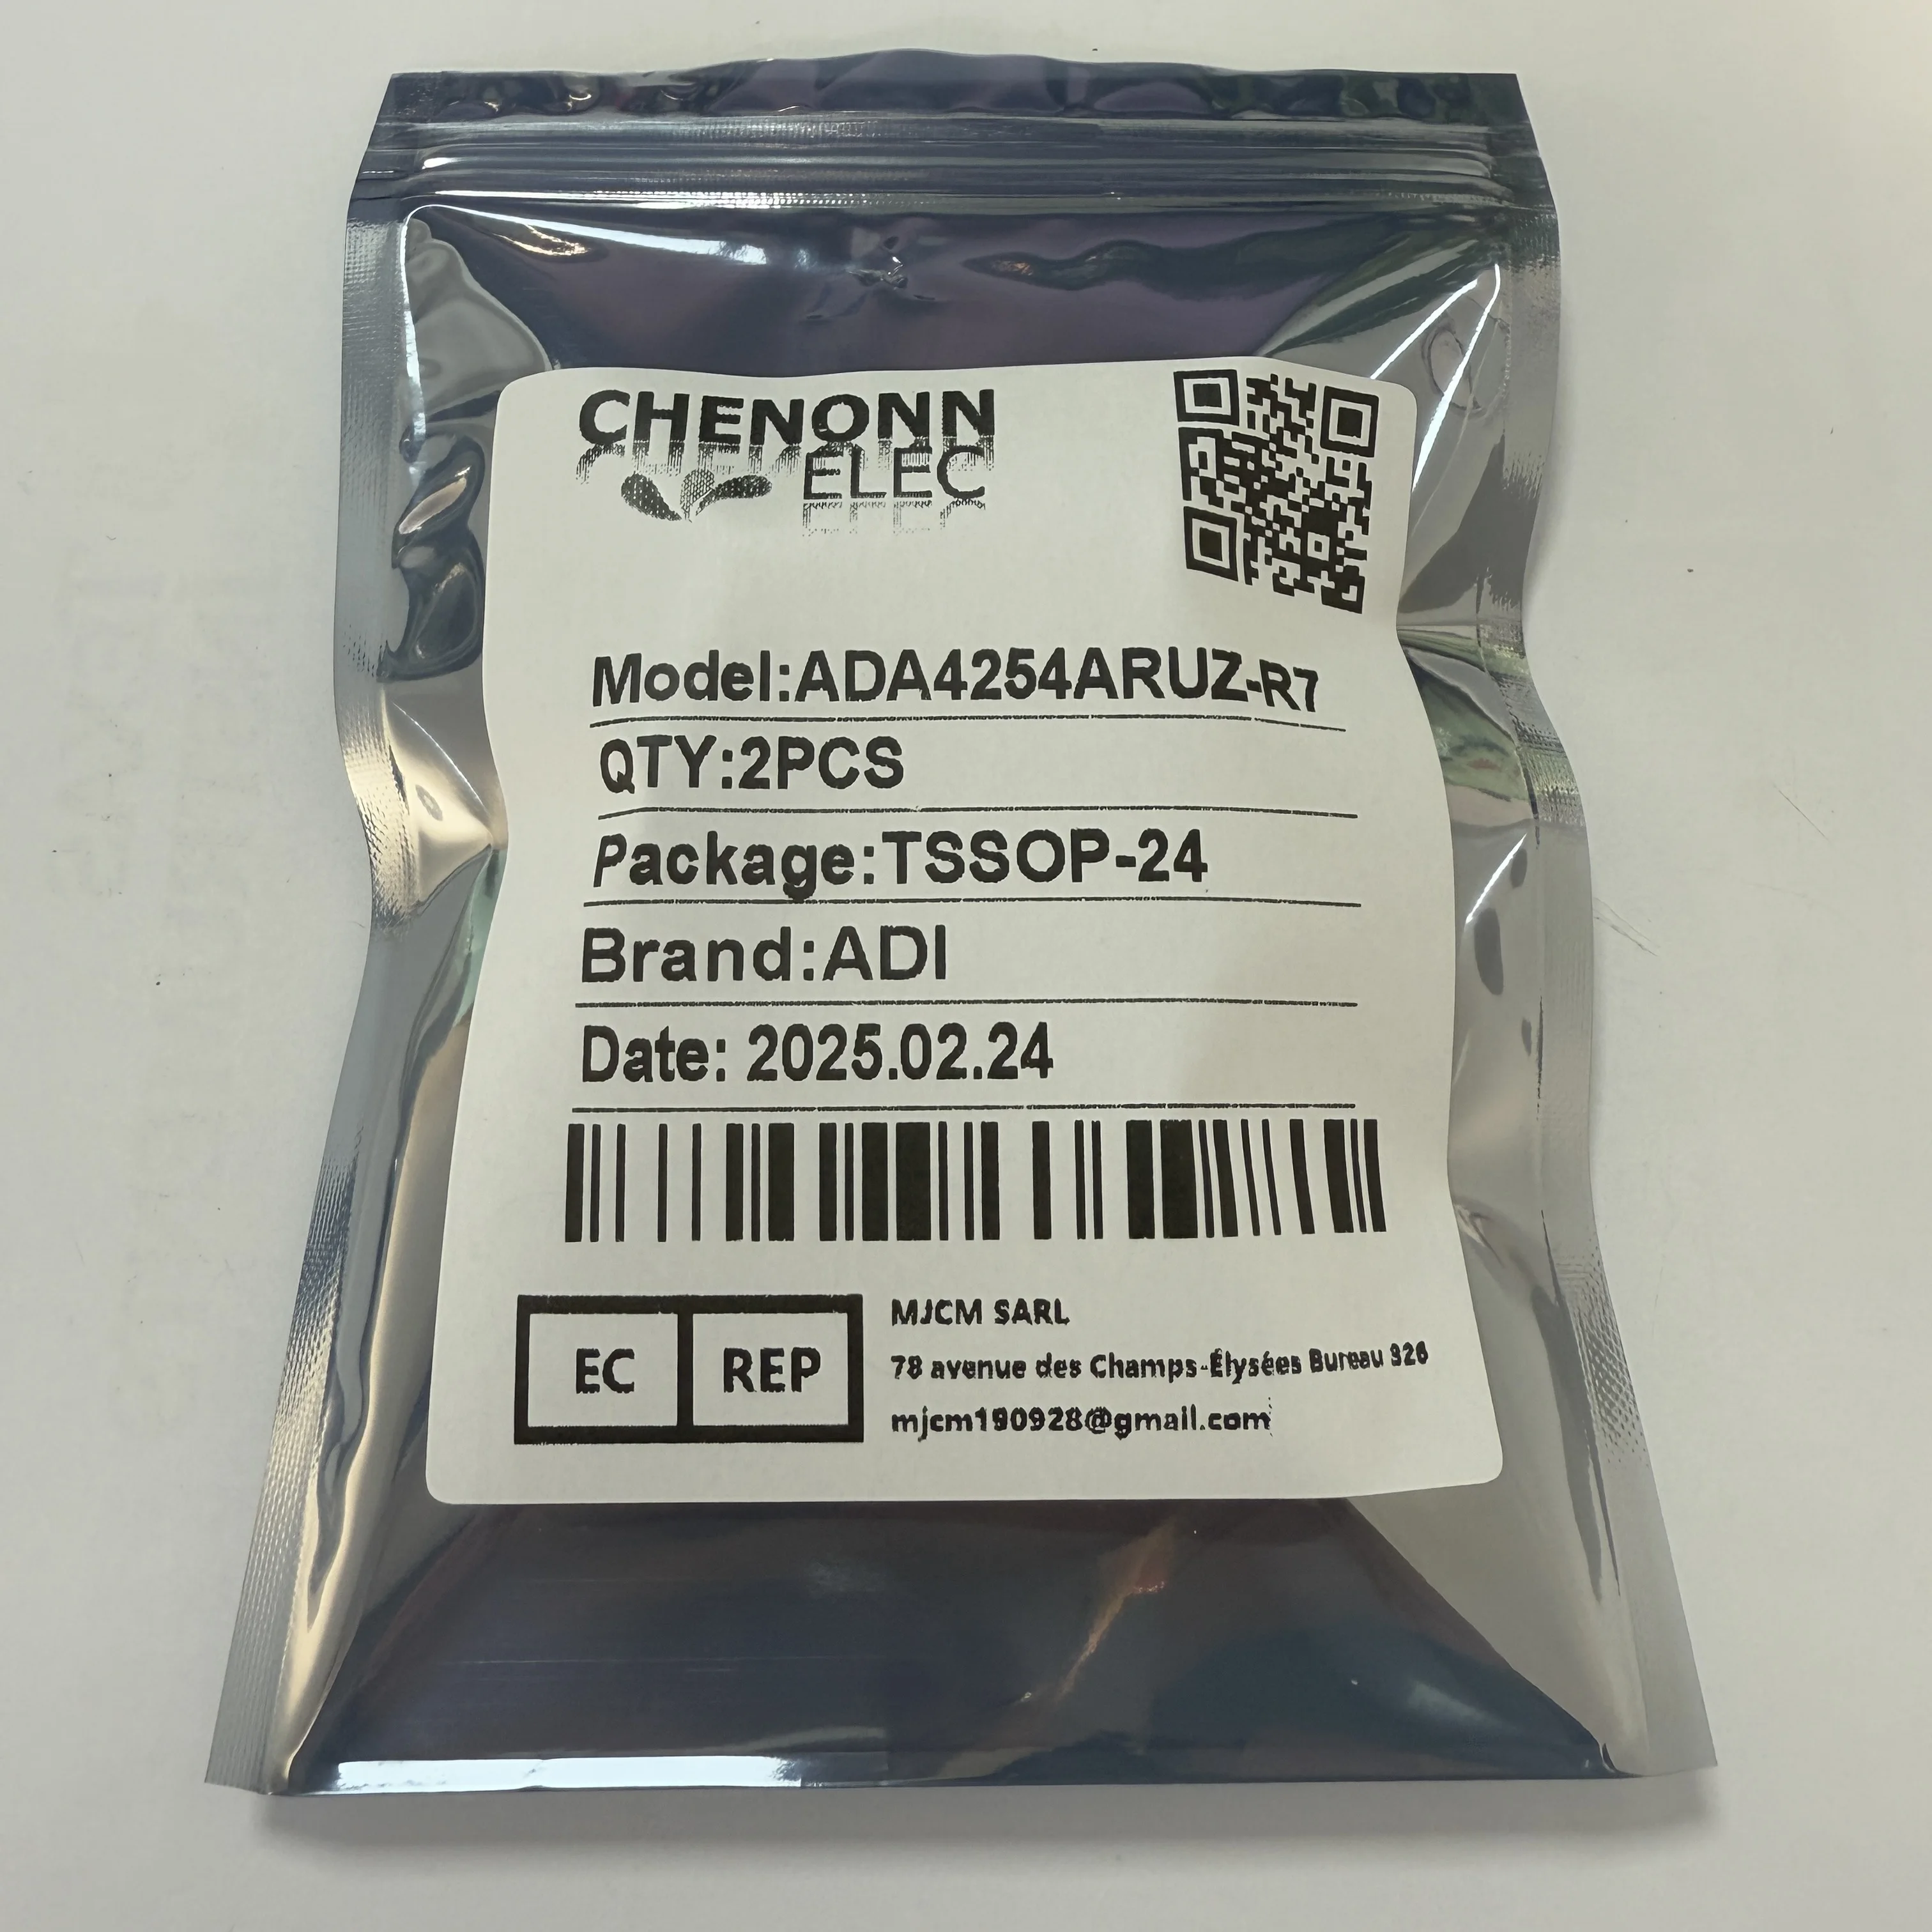 CHENONN
ELEC
Model:ADA4254ARUZ-R7
QTY:2PCS
Package:TSSOP-24
Brand:ADI
Date: 2025.02.24
EC REP
MJCM SARL
78 avenue des Champs-Élysées Bureau 326
mjcm190928@gmail.com